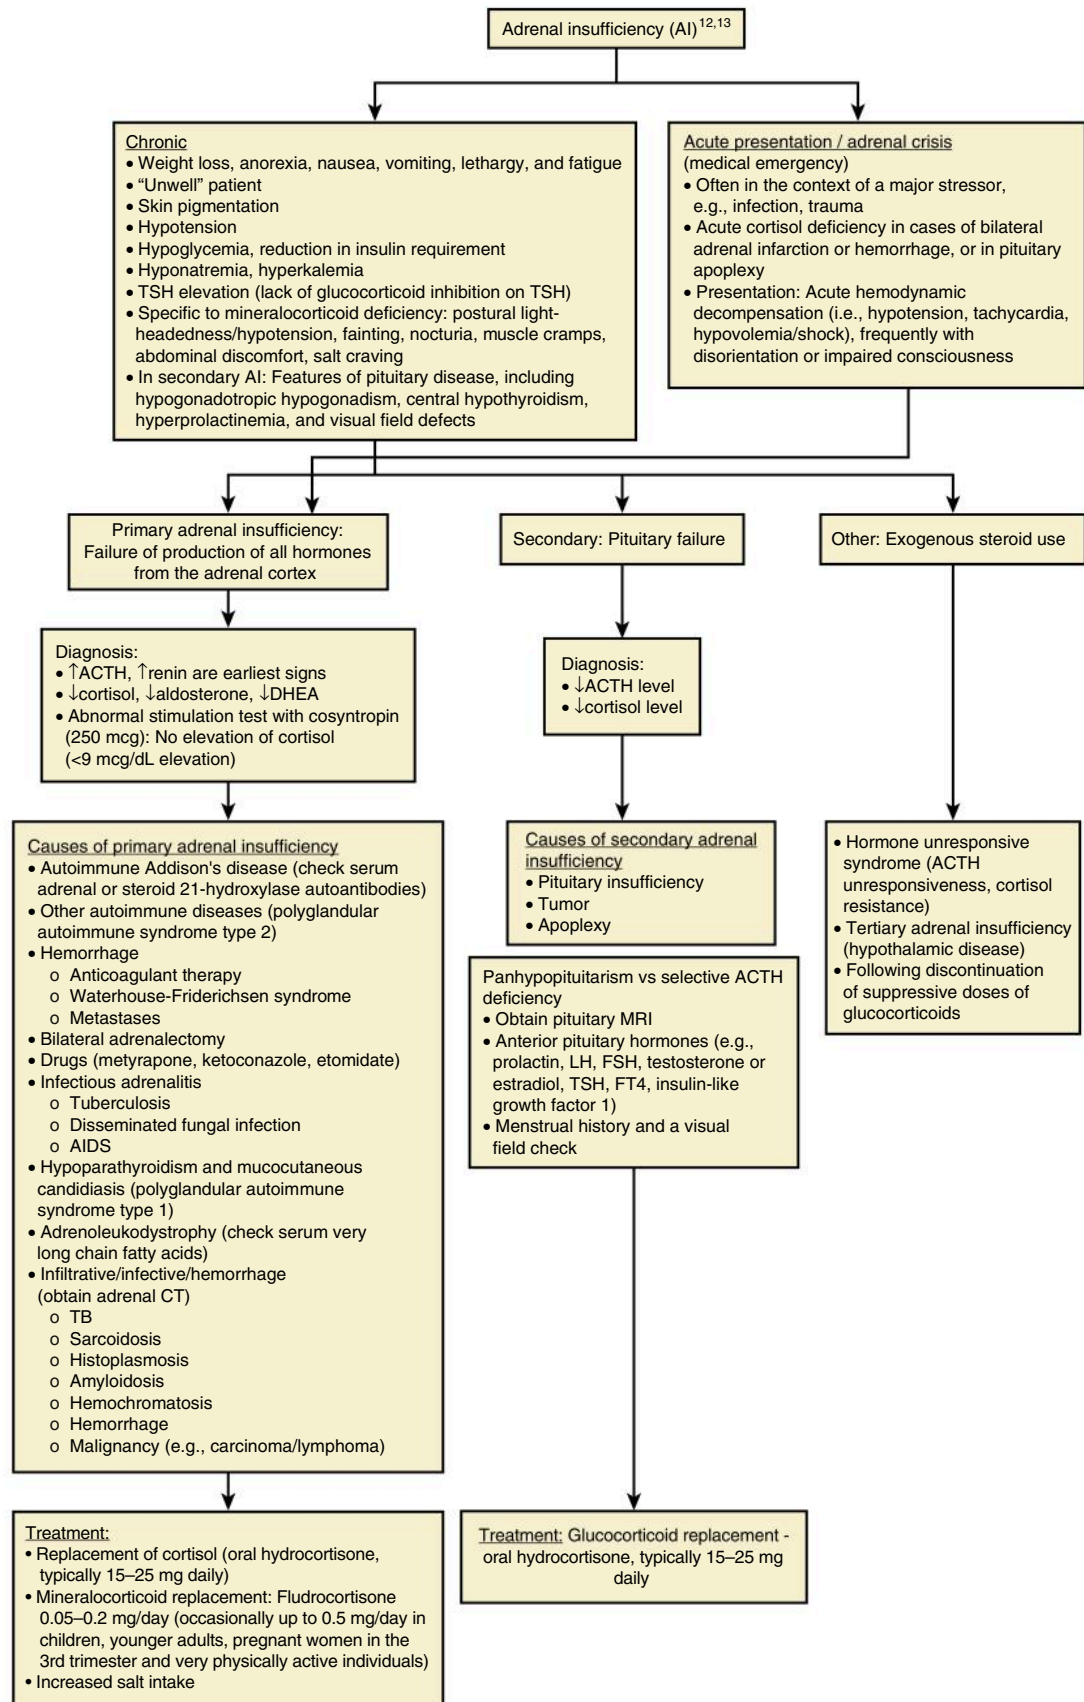 Adrenal insufficiency (AI)12,13
Chronic
• Weight loss, anorexia, nausea, vomiting, lethargy, and fatigue
• “Unwell” patient
• Skin pigmentation
• Hypotension
• Hypoglycemia, reduction in insulin requirement
• Hyponatremia, hyperkalemia
• TSH elevation (lack of glucocorticoid inhibition on TSH)
• Specific to mineralocorticoid deficiency: postural light-
headedness/hypotension, fainting, nocturia, muscle cramps,
abdominal discomfort, salt craving
• In secondary AI: Features of pituitary disease, including
hypogonadotropic hypogonadism, central hypothyroidism,
hyperprolactinemia, and visual field defects
Acute presentation / adrenal crisis
(medical emergency)
• Often in the context of a major stressor,
e.g., infection, trauma
• Acute cortisol deficiency in cases of bilateral
adrenal infarction or hemorrhage, or in pituitary
apoplexy
• Presentation: Acute hemodynamic
decompensation (i.e., hypotension, tachycardia,
hypovolemia/shock), frequently with
disorientation or impaired consciousness
Primary adrenal insufficiency:
Failure of production of all hormones
from the adrenal cortex
Secondary: Pituitary failure
Other: Exogenous steroid use
Diagnosis:
• ↑ACTH, ↑renin are earliest signs
• ↓cortisol, ↓aldosterone, ↓DHEA
• Abnormal stimulation test with cosyntropin
(250 mcg): No elevation of cortisol
(<9 mcg/dL elevation)
Diagnosis:
• ↓ACTH level
• ↓cortisol level
Causes of primary adrenal insufficiency
• Autoimmune Addison's disease (check serum
adrenal or steroid 21-hydroxylase autoantibodies)
• Other autoimmune diseases (polyglandular
autoimmune syndrome type 2)
• Hemorrhage
o Anticoagulant therapy
o Waterhouse-Friderichsen syndrome
o Metastases
• Bilateral adrenalectomy
• Drugs (metyrapone, ketoconazole, etomidate)
• Infectious adrenalitis
o Tuberculosis
o Disseminated fungal infection
o AIDS
• Hypoparathyroidism and mucocutaneous
candidiasis (polyglandular autoimmune
syndrome type 1)
• Adrenoleukodystrophy (check serum very
long chain fatty acids)
• Infiltrative/infective/hemorrhage
(obtain adrenal CT)
o TB
o Sarcoidosis
o Histoplasmosis
o Amyloidosis
o Hemochromatosis
o Hemorrhage
o Malignancy (e.g., carcinoma/lymphoma)
Causes of secondary adrenal
insufficiency
• Pituitary insufficiency
• Tumor
• Apoplexy
Panhypopituitarism vs selective ACTH
deficiency
• Obtain pituitary MRI
• Anterior pituitary hormones (e.g.,
prolactin, LH, FSH, testosterone or
estradiol, TSH, FT4, insulin-like
growth factor 1)
• Menstrual history and a visual
field check
• Hormone unresponsive
syndrome (ACTH
unresponsiveness, cortisol
resistance)
• Tertiary adrenal insufficiency
(hypothalamic disease)
• Following discontinuation
of suppressive doses of
glucocorticoids
Treatment:
• Replacement of cortisol (oral hydrocortisone,
typically 15–25 mg daily)
• Mineralocorticoid replacement: Fludrocortisone
0.05–0.2 mg/day (occasionally up to 0.5 mg/day in
children, younger adults, pregnant women in the
3rd trimester and very physically active individuals)
• Increased salt intake
Treatment: Glucocorticoid replacement -
oral hydrocortisone, typically 15–25 mg
daily